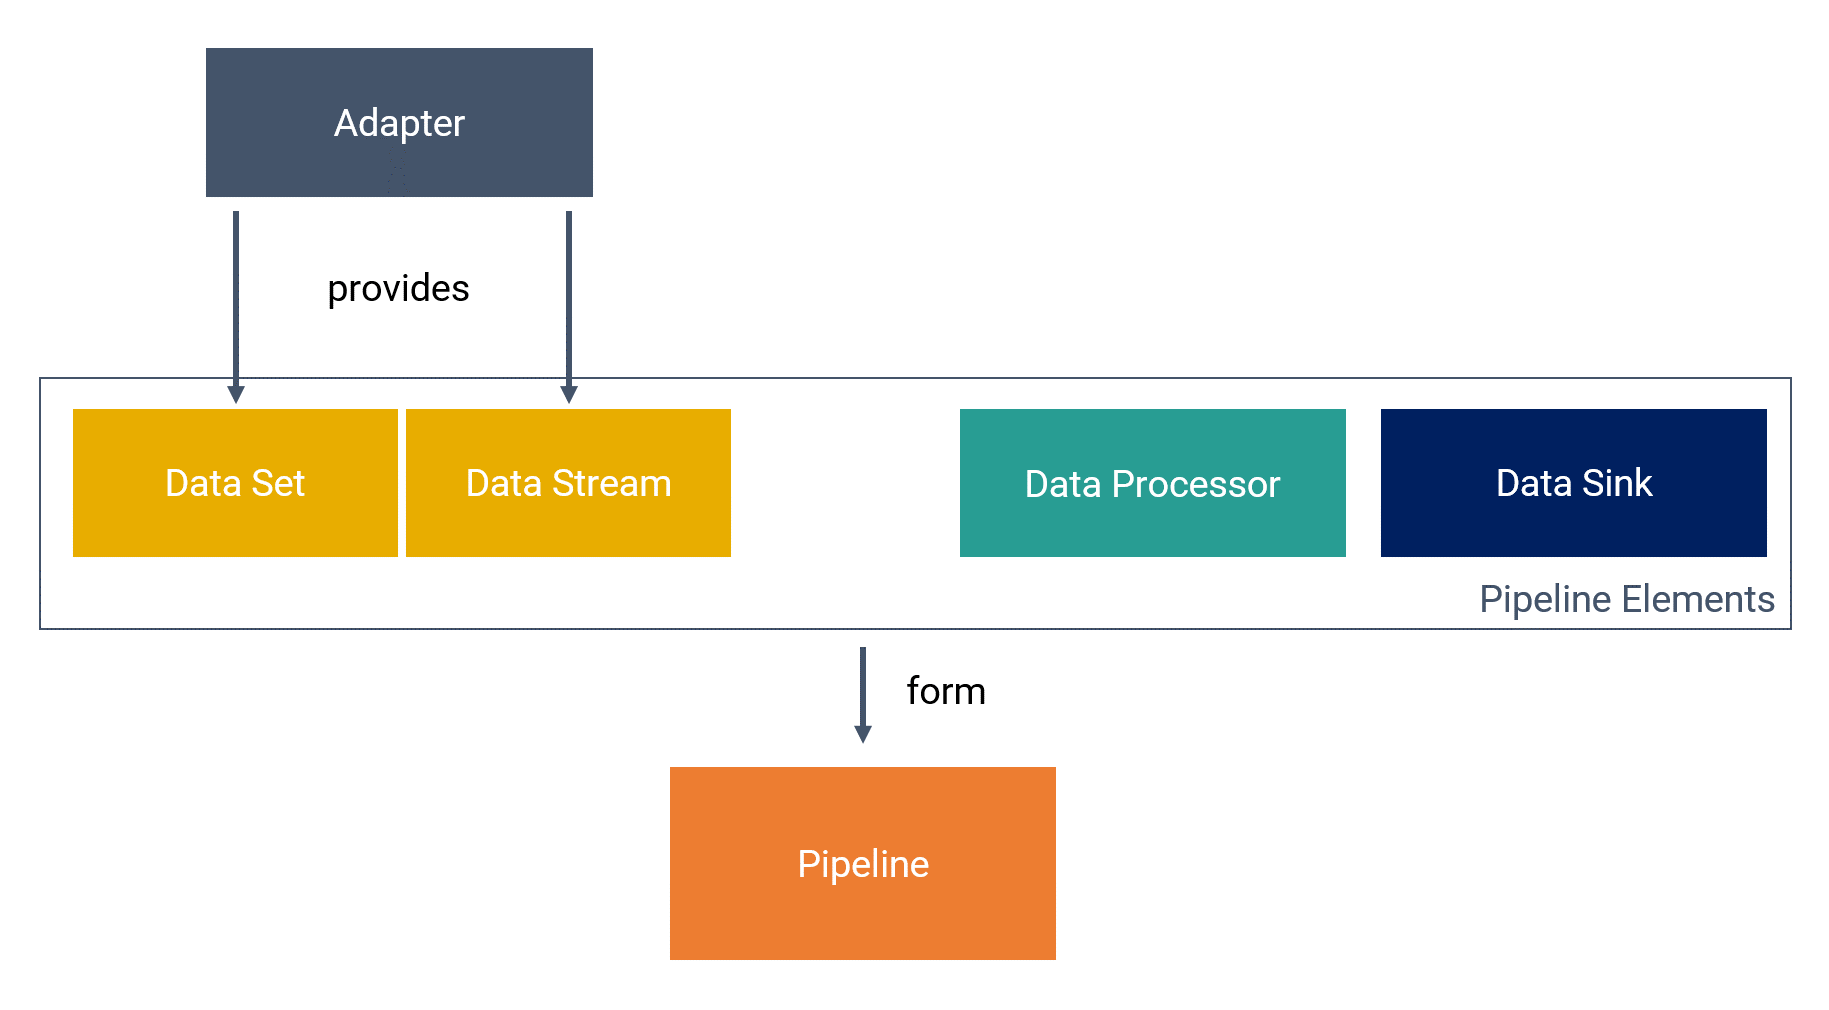 Adapter
provides
Data Set
Data Stream
Data Processor
Data Sink
Pipeline Elements
form
Pipeline